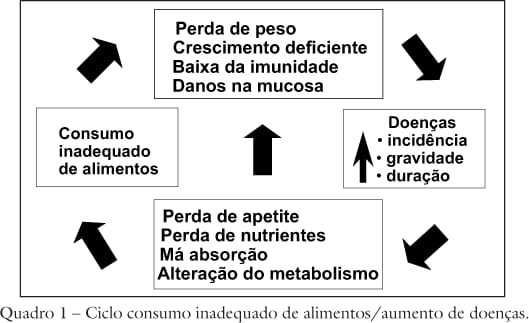 Perda de peso
Crescimento deficiente
Baixa da imunidade
Danos na mucosa
Consumo
inadequado
de alimentos
Doenças
• incidência
• gravidade
• duração
Perda de apetite
Perda de nutrientes
Má absorção
Alteração do metabolismo
Quadro 1 – Ciclo consumo inadequado de alimentos/aumento de doenças.